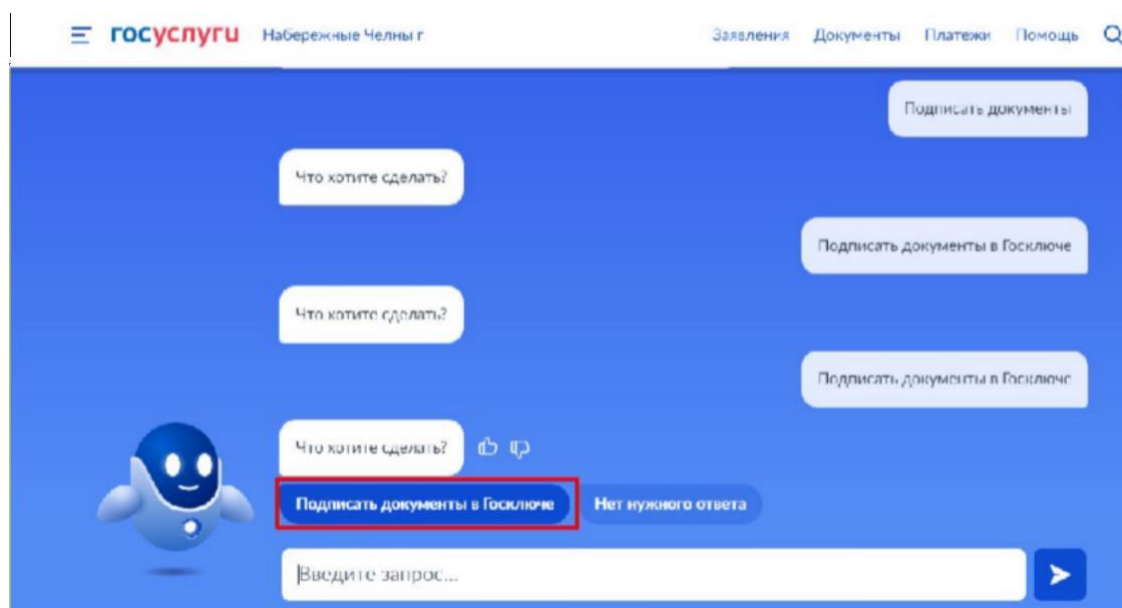 госуслуги Набережные Челны г Заявления Документы Платежи Помощь
Подписать документы
Что хотите сделать?
Подписать документы в Госключе
Что хотите сделать?
Подписать документы в Госключе
Что хотите сделать?
Подписать документы в Госключе Нет нужного ответа
Введите запрос...